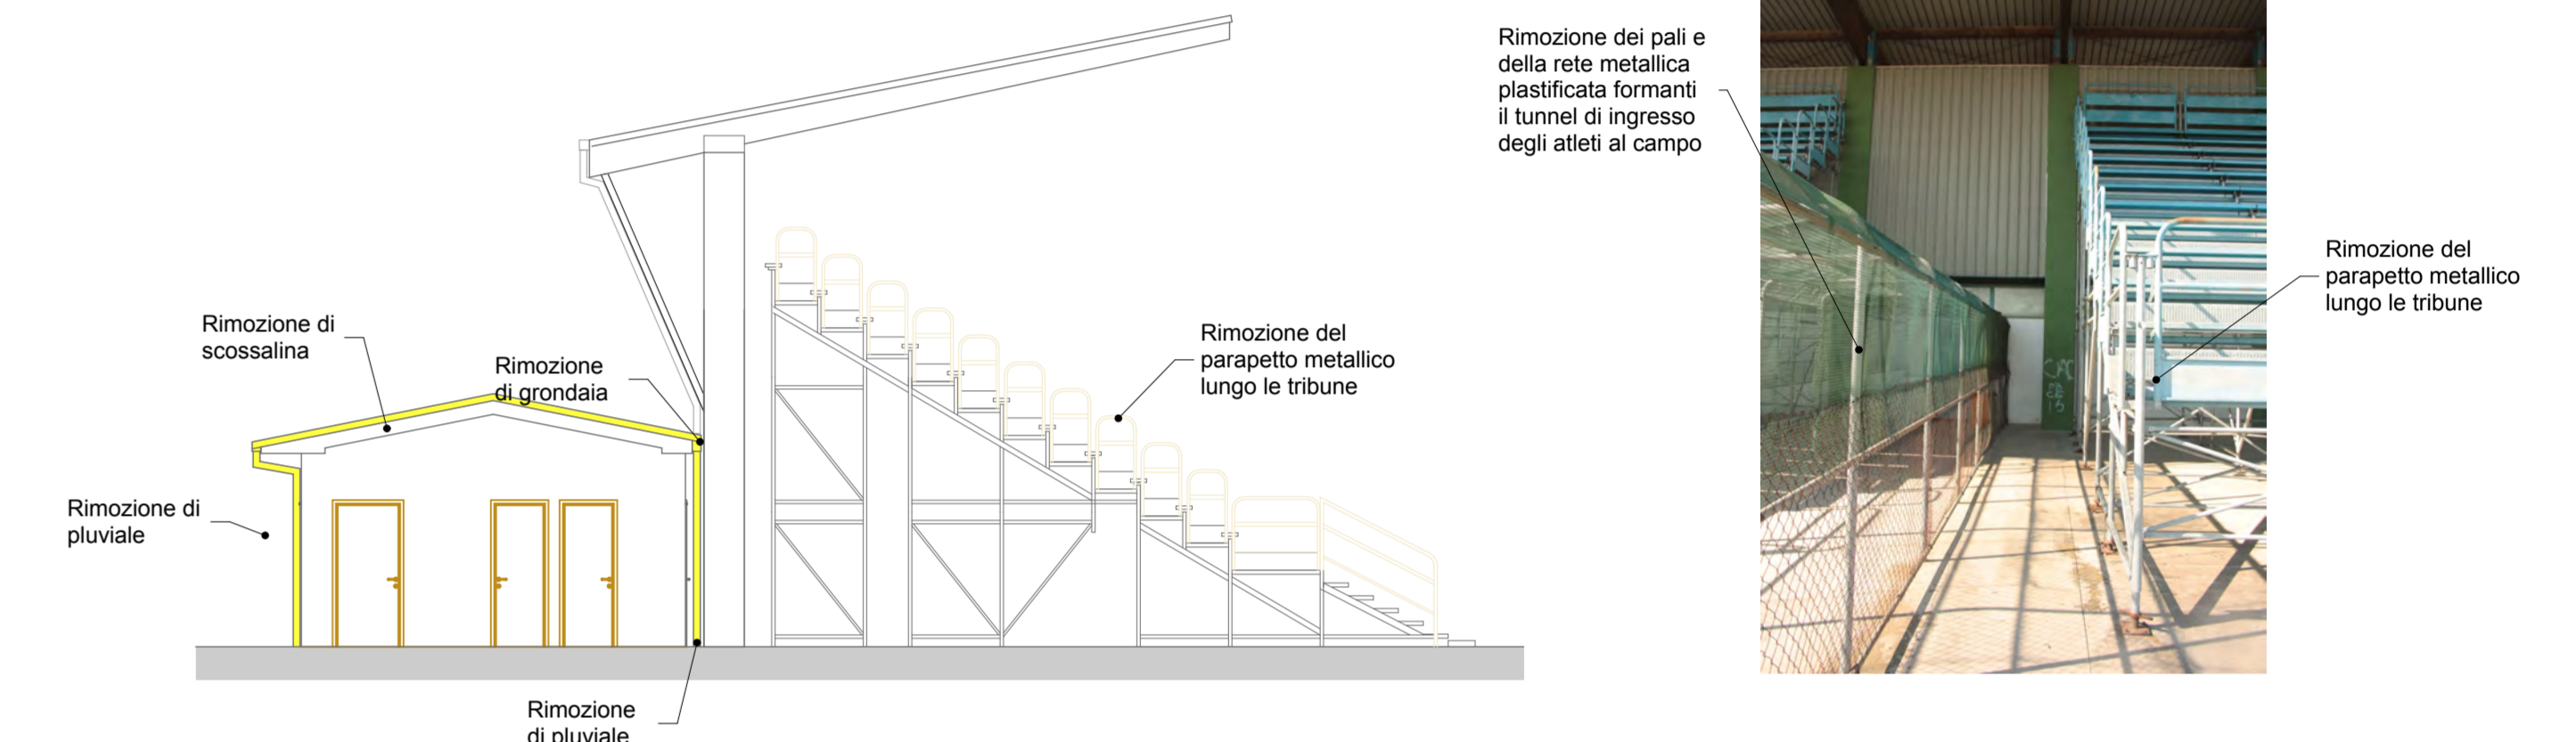 Rimozione dei pali e
della rete metallica
plastificata formanti
il tunnel di ingresso
degli atleti al campo
Rimozione del
parapetto metallico
lungo le tribune
Rimozione di
scossalina
Rimozione
di grondaia
Rimozione del
parapetto metallico
lungo le tribune
Rimozione di
pluviale
Rimozione
di pluviale